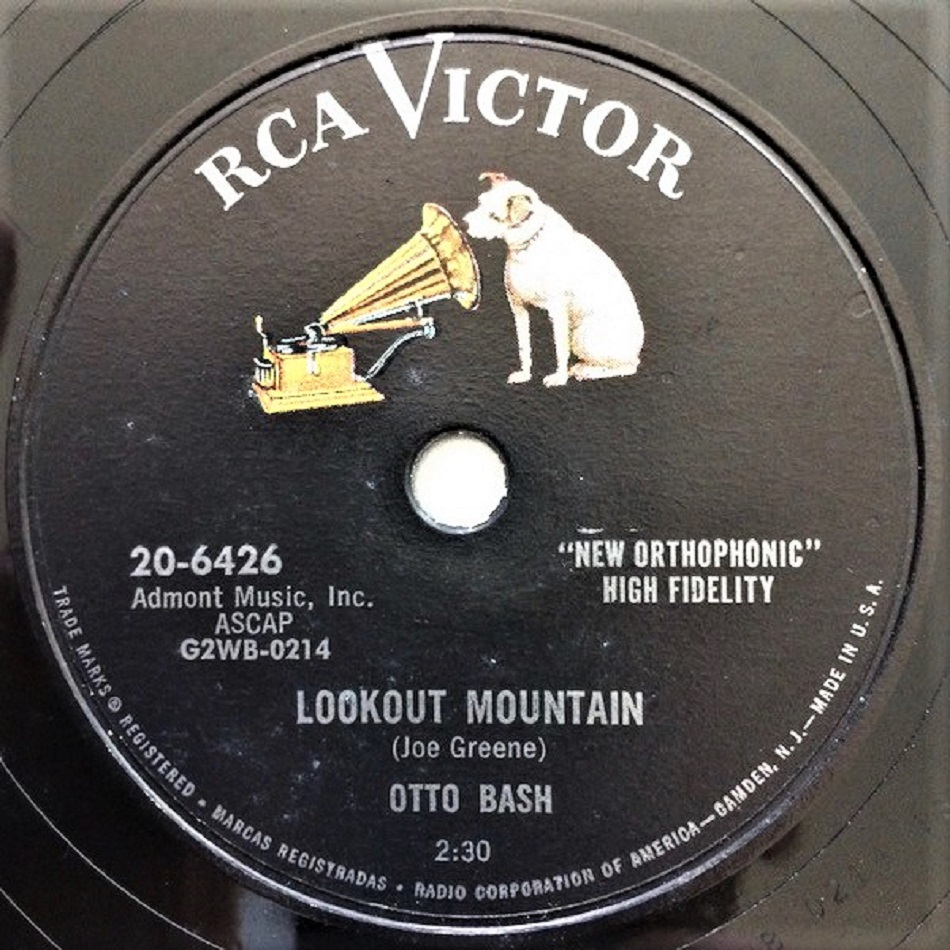 RCA VICTOR
20-6426
Admont Music, Inc.
ASCAP
G2WB-0214
“NEW ORTHOPHONIC”
HIGH FIDELITY
LOOKOUT MOUNTAIN
(Joe Greene)
OTTO BASH
2:30
TRADE MARKS ® REGISTERED • MARCAS REGISTRADAS • RADIO CORPORATION OF AMERICA—CAMDEN, N. J.—MADE IN U. S. A.